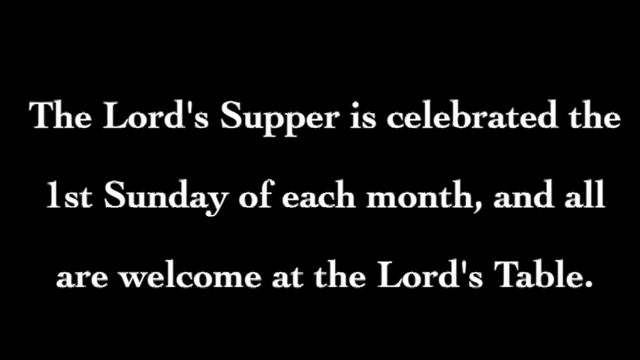 The Lord's Supper is celebrated the
1st Sunday of each month, and all
are welcome at the Lord's Table.